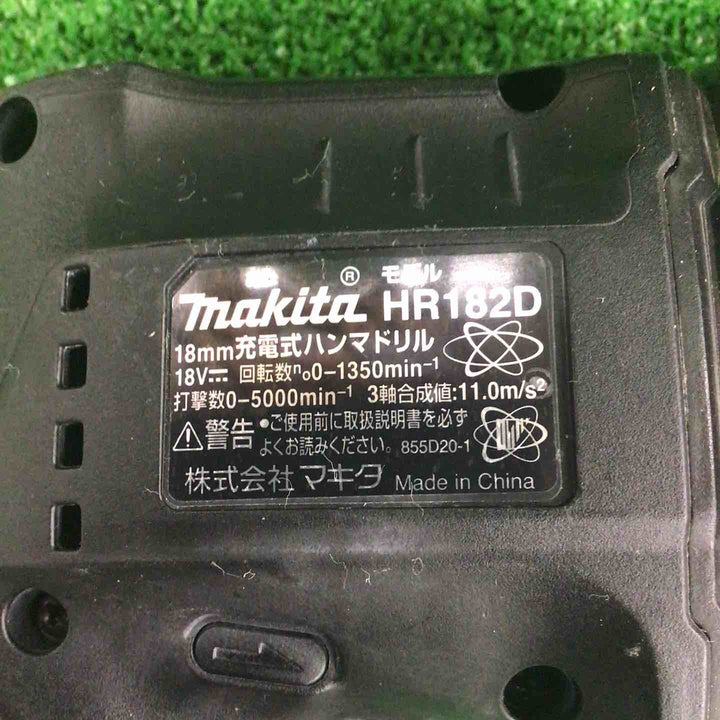 モデル
makita® HR182D
18mm充電式ハンマドリル
18V⎓ 回転数n₀0-1350min⁻¹
打撃数0-5000min⁻¹ 3軸合成値:11.0m/s²
⚠警告 •ご使用前に取扱説明書を必ず
よくお読みください。 855D20-1
株式会社 マキタ Made in China